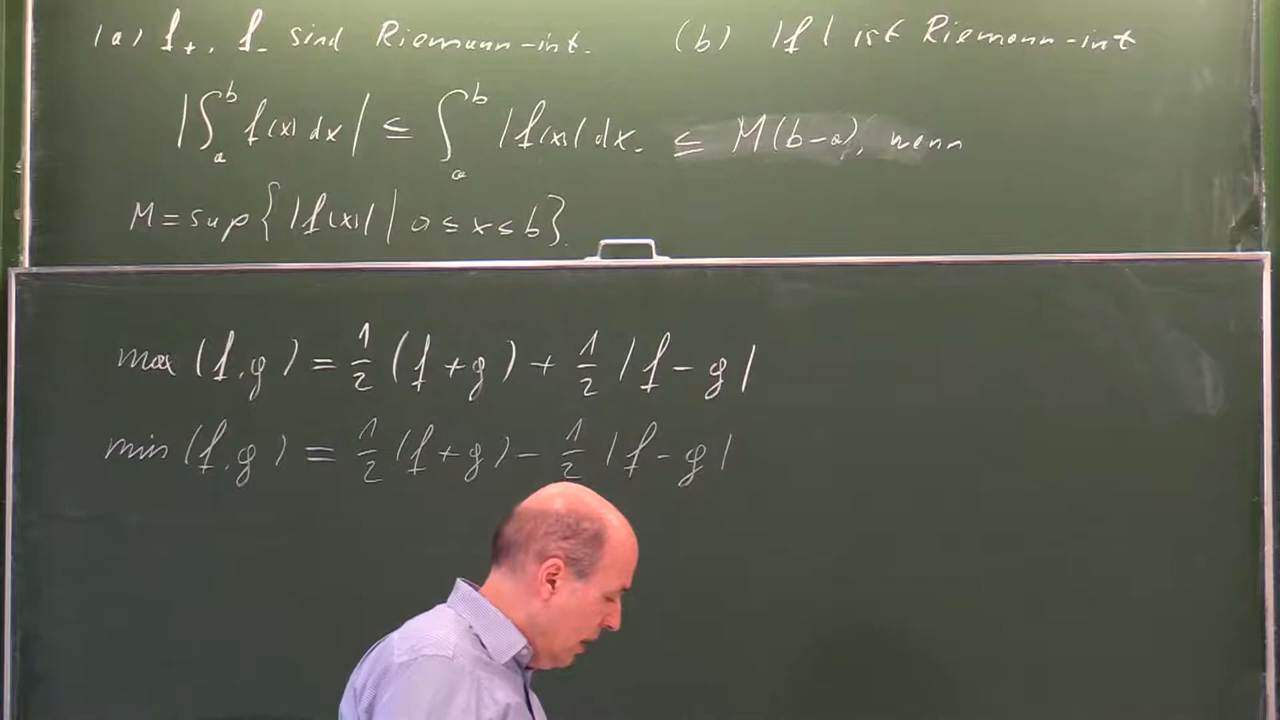 (a) f₊, f₋ sind Riemann-int. (b) |f| ist Riemann-int
|∫ₐᵇ f(x) dx| ≤ ∫ₐᵇ |f(x)| dx. ≤ M(b-a), wenn
M = sup{|f(x)| | a ≤ x ≤ b}.
max (f, g) = 1/2 (f + g) + 1/2 |f - g|
min (f, g) = 1/2 (f + g) - 1/2 |f - g|